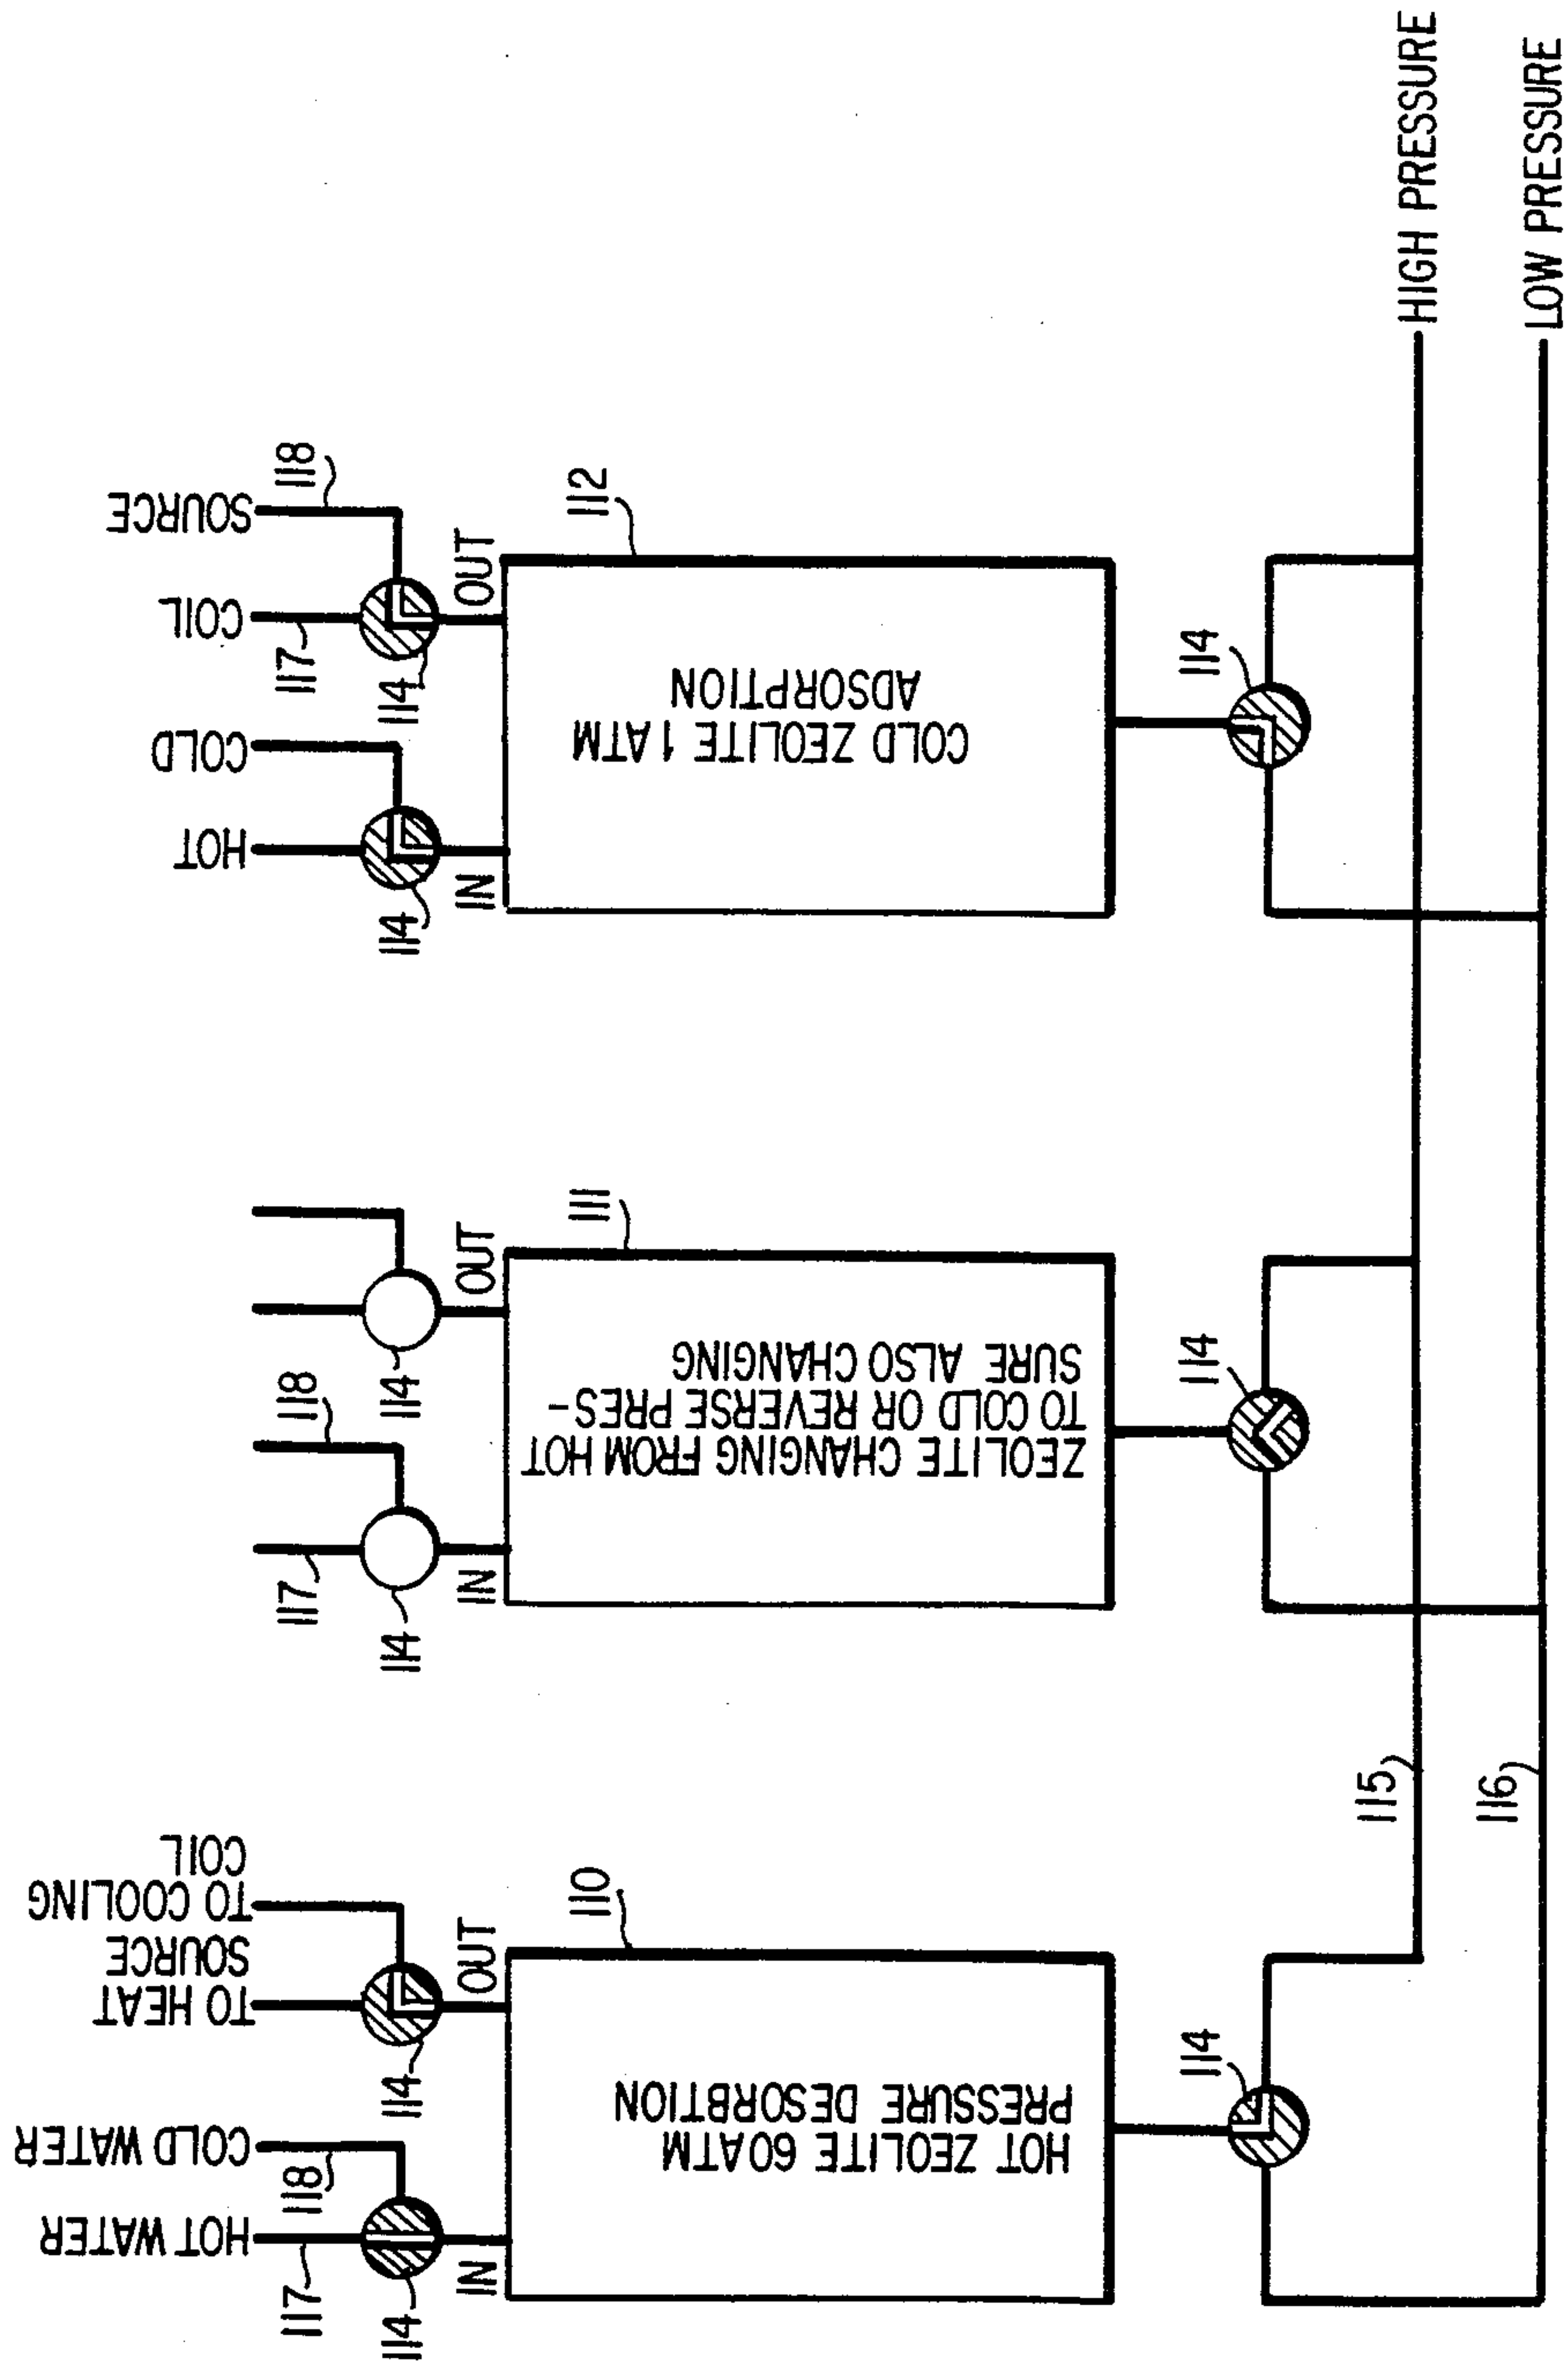 HOT WATER
COLD WATER
TO HEAT
SOURCE
TO COOLING
COIL
117
118
114
114
IN
OUT
110
HOT ZEOLITE 60ATM
PRESSURE DESORBTION
114
117
118
114
114
IN
OUT
111
ZEOLITE CHANGING FROM HOT
TO COLD OR REVERSE PRES-
SURE ALSO CHANGING
114
HOT
COLD
COIL
SOURCE
117
118
114
114
IN
OUT
112
COLD ZEOLITE 1 ATM
ADSORPTION
114
115
HIGH PRESSURE
116
LOW PRESSURE